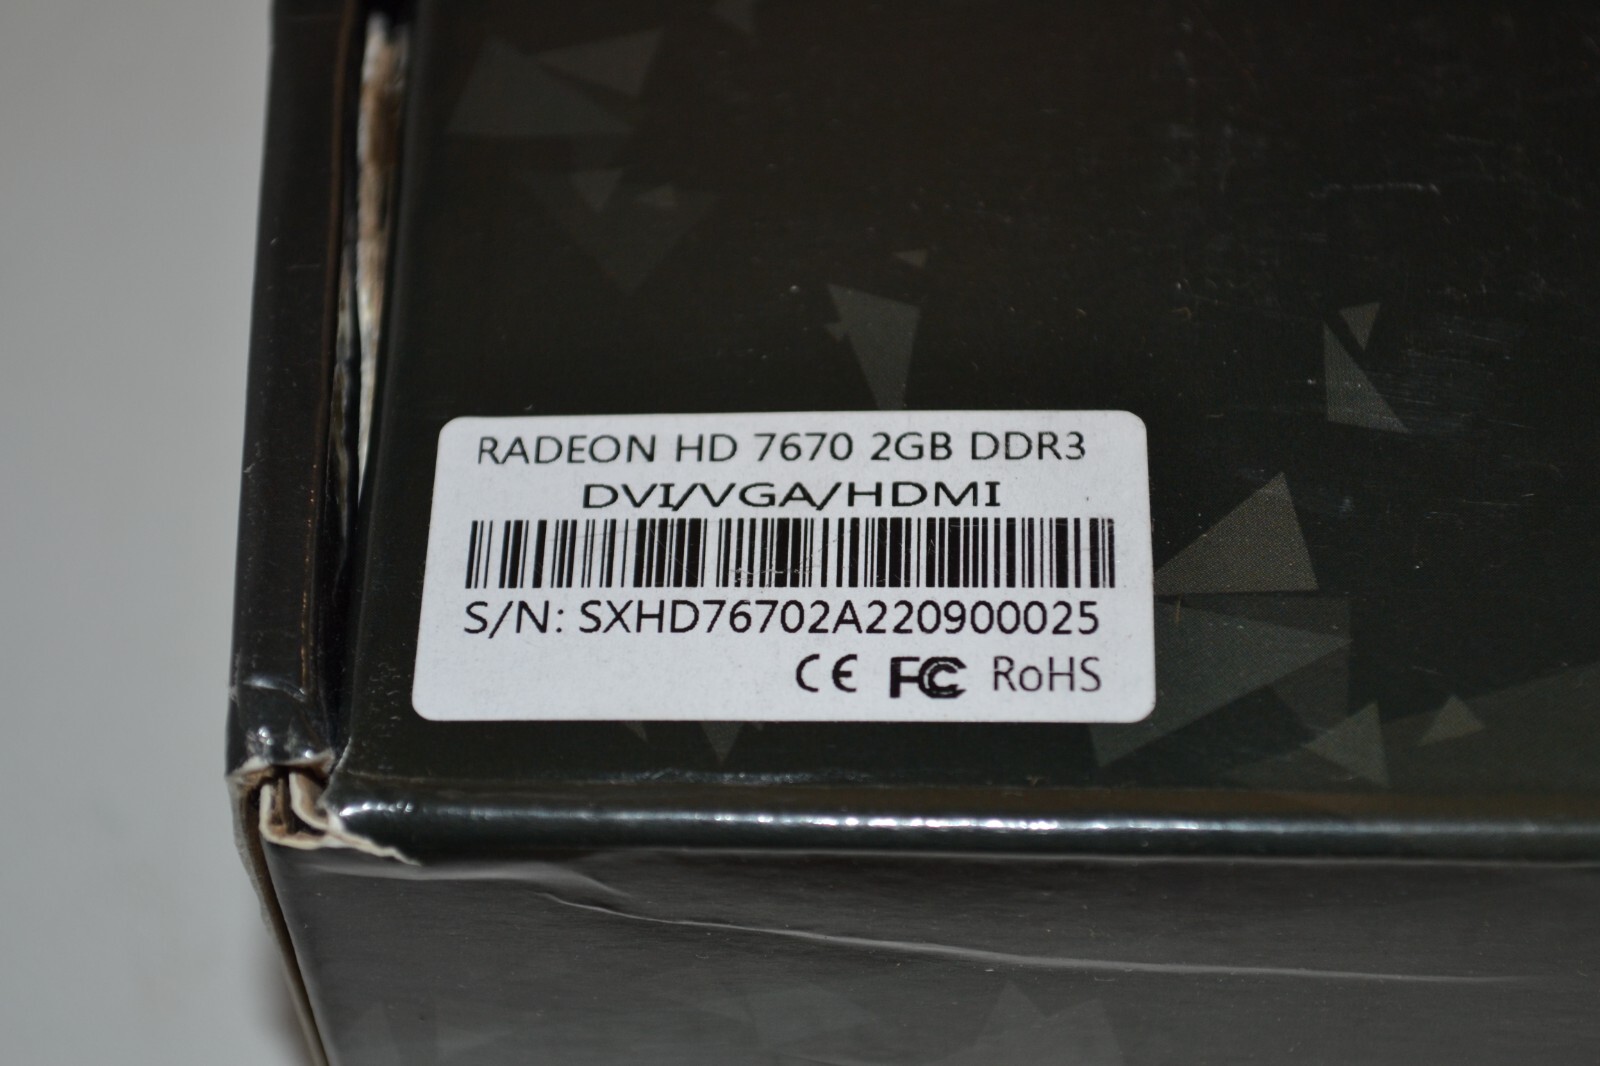 RADEON HD 7670 2GB DDR3
DVI/VGA/HDMI
S/N: SXHD76702A220900025
CE FC RoHS